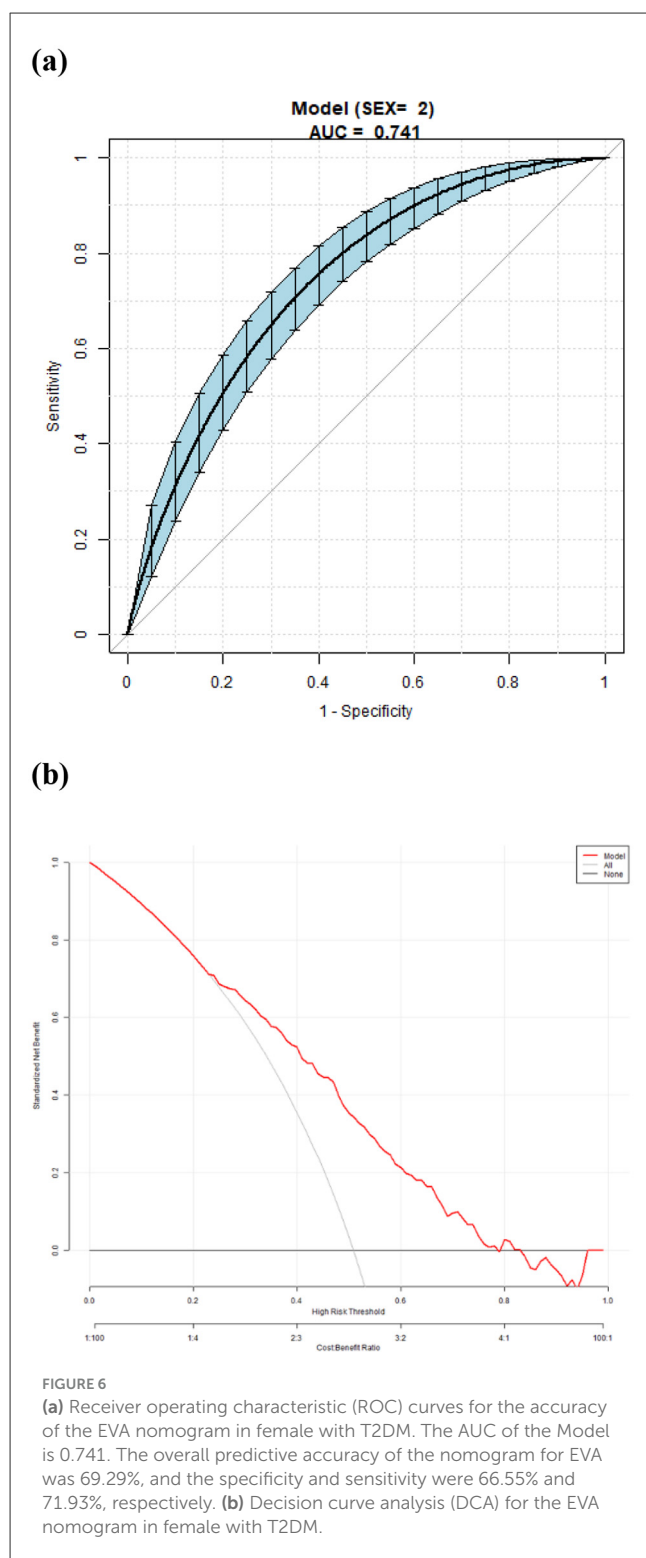 (a)
Model (SEX= 2)
AUC = 0.741
Sensitivity
1
0.8
0.6
0.4
0.2
0
0
0.2
0.4
0.6
0.8
1
1 - Specificity
(b)
Model
All
None
Standardized Net Benefit
1.0
0.8
0.6
0.4
0.2
0.0
0.0
0.2
0.4
0.6
0.8
1.0
High Risk Threshold
1:100
1:4
2:3
3:2
4:1
100:1
Cost:Benefit Ratio
FIGURE 6
(a) Receiver operating characteristic (ROC) curves for the accuracy
of the EVA nomogram in female with T2DM. The AUC of the Model
is 0.741. The overall predictive accuracy of the nomogram for EVA
was 69.29%, and the specificity and sensitivity were 66.55% and
71.93%, respectively. (b) Decision curve analysis (DCA) for the EVA
nomogram in female with T2DM.